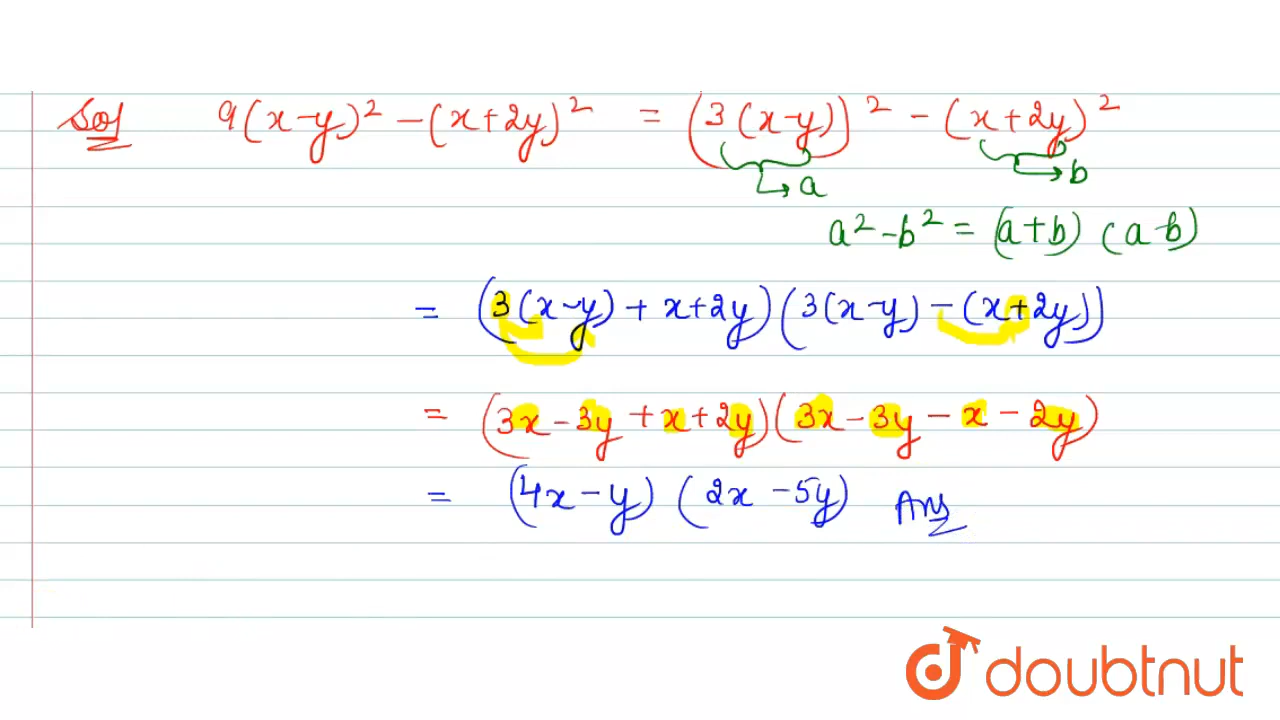 Sol 9(x-y)² - (x+2y)² = (3(x-y))² - (x+2y)²
→ a → b
a² - b² = (a+b) (a-b)
= (3(x-y) + x+2y) (3(x-y) - (x+2y))
= (3x - 3y + x + 2y) (3x - 3y - x - 2y)
= (4x - y) (2x - 5y) Ans
doubtnut